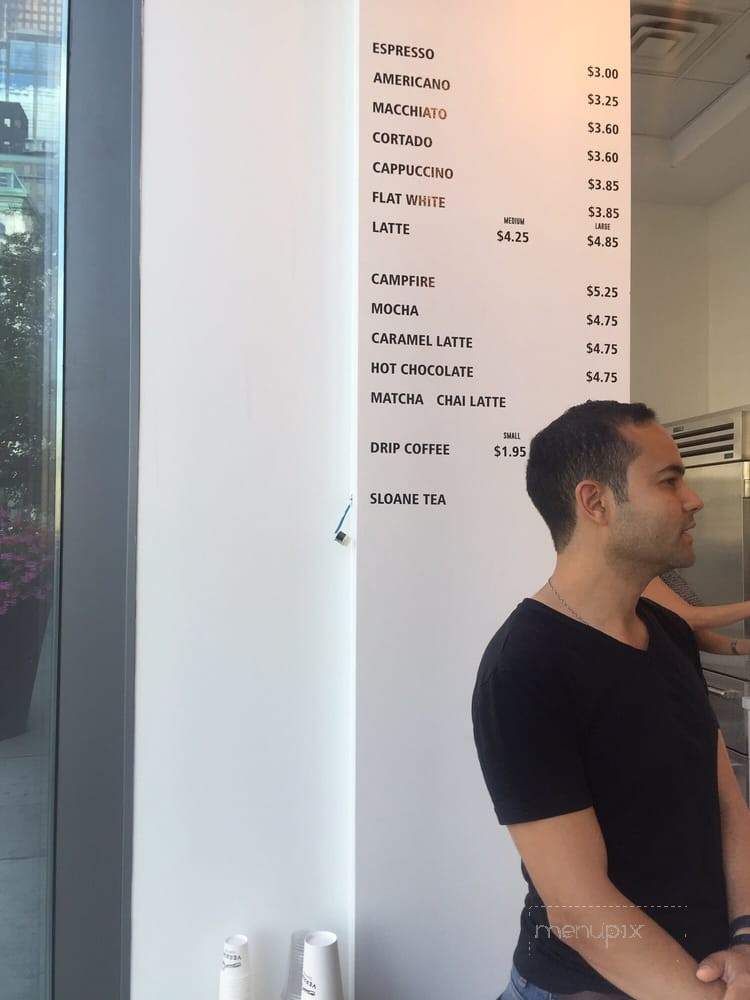 ESPRESSO $3.00
AMERICANO $3.25
MACCHIATO $3.60
CORTADO $3.60
CAPPUCCINO $3.85
FLAT WHITE $3.85
MEDIUM LARGE
LATTE $4.25 $4.85
CAMPFIRE $5.25
MOCHA $4.75
CARAMEL LATTE $4.75
HOT CHOCOLATE $4.75
MATCHA CHAI LATTE
SMALL
DRIP COFFEE $1.95
SLOANE TEA
menupix